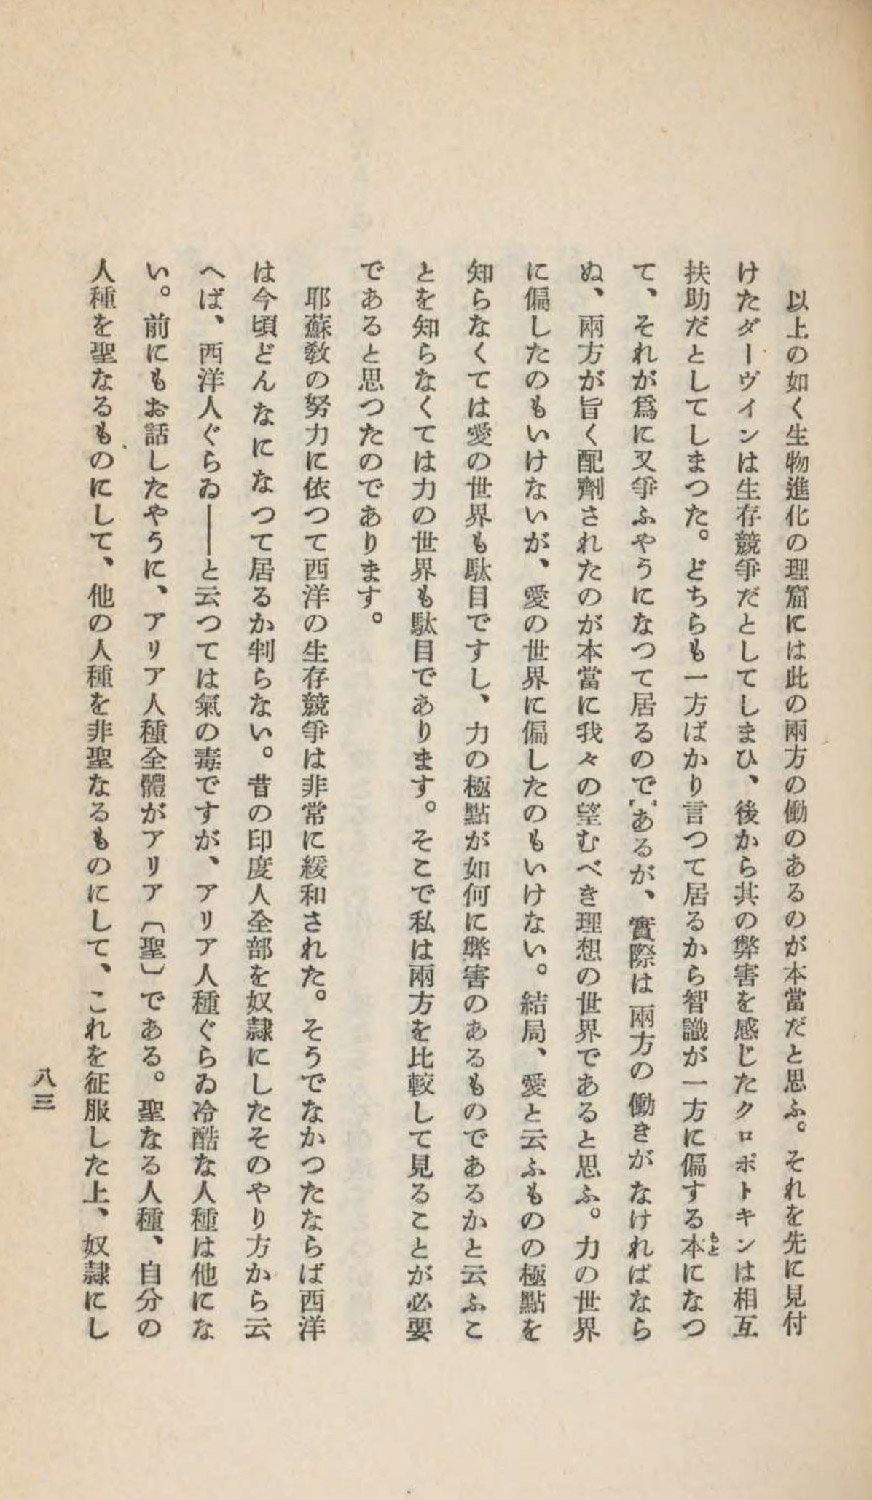 以上の如く生物進化の理窟には此の兩方の働のあるのが本當だと思ふ。それを先に見付
けたダーヴインは生存競爭だとしてしまひ、後から其の弊害を感じたクロポトキンは相互
扶助だとしてしまつた。どちらも一方ばかり言つて居るから智識が一方に偏する本になつ
もと
て、それが爲に又爭ふやうになつて居るのであるが、實際は兩方の働きがなければなら
ぬ、兩方が旨く配劑されたのが本當に我々の望むべき理想の世界であると思ふ。力の世界
に偏したのもいけないが、愛の世界に偏したのもいけない。結局、愛と云ふものの極點を
知らなくては愛の世界も駄目ですし、力の極點が如何に弊害のあるものであるかと云ふこ
とを知らなくては力の世界も駄目であります。そこで私は兩方を比較して見ることが必要
であると思つたのであります。
耶蘇敎の努力に依つて西洋の生存競爭は非常に緩和された。そうでなかつたならば西洋
は今頃どんなになつて居るか判らない。昔の印度人全部を奴隷にしたそのやり方から云
へば、西洋人ぐらゐ――と云つては氣の毒ですが、アリア人種ぐらゐ冷酷な人種は他にな
い。前にもお話したやうに、アリア人種全體がアリア〔聖〕である。聖なる人種、自分の
人種を聖なるものにして、他の人種を非聖なるものにして、これを征服した上、奴隷にし
八三